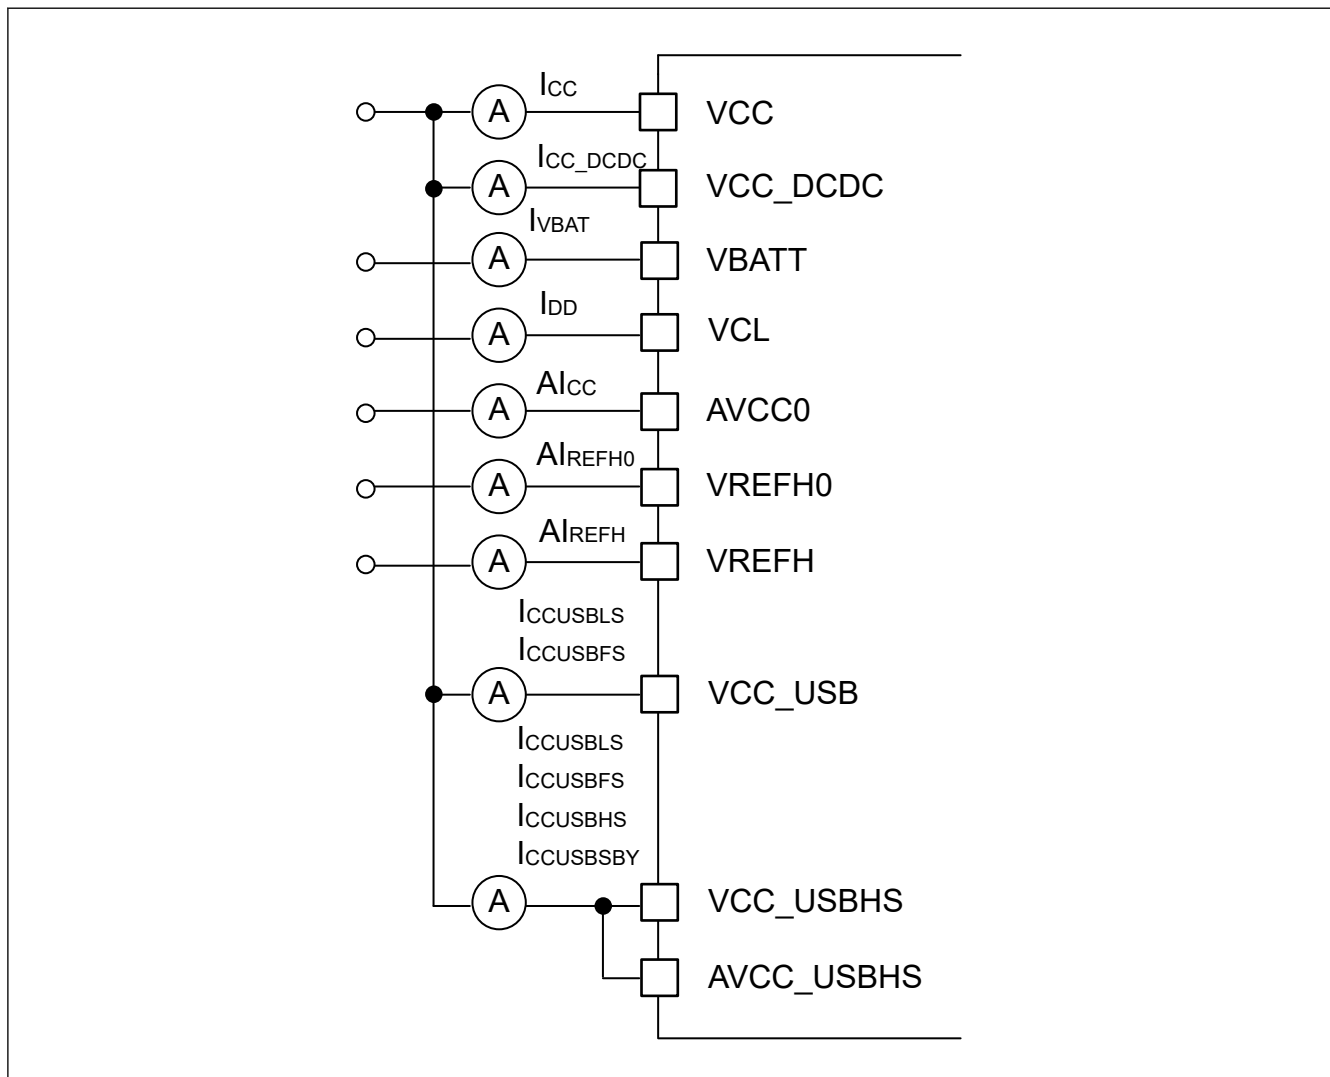 ICC
A VCC
ICC_DCDC
A VCC_DCDC
IVBAT
A VBATT
IDD
A VCL
AICC
A AVCC0
AIREFH0
A VREFH0
AIREFH
A VREFH
ICCUSBLS
ICCUSBFS
A VCC_USB
ICCUSBLS
ICCUSBFS
ICCUSBHS
ICCUSBSBY
A VCC_USBHS
AVCC_USBHS